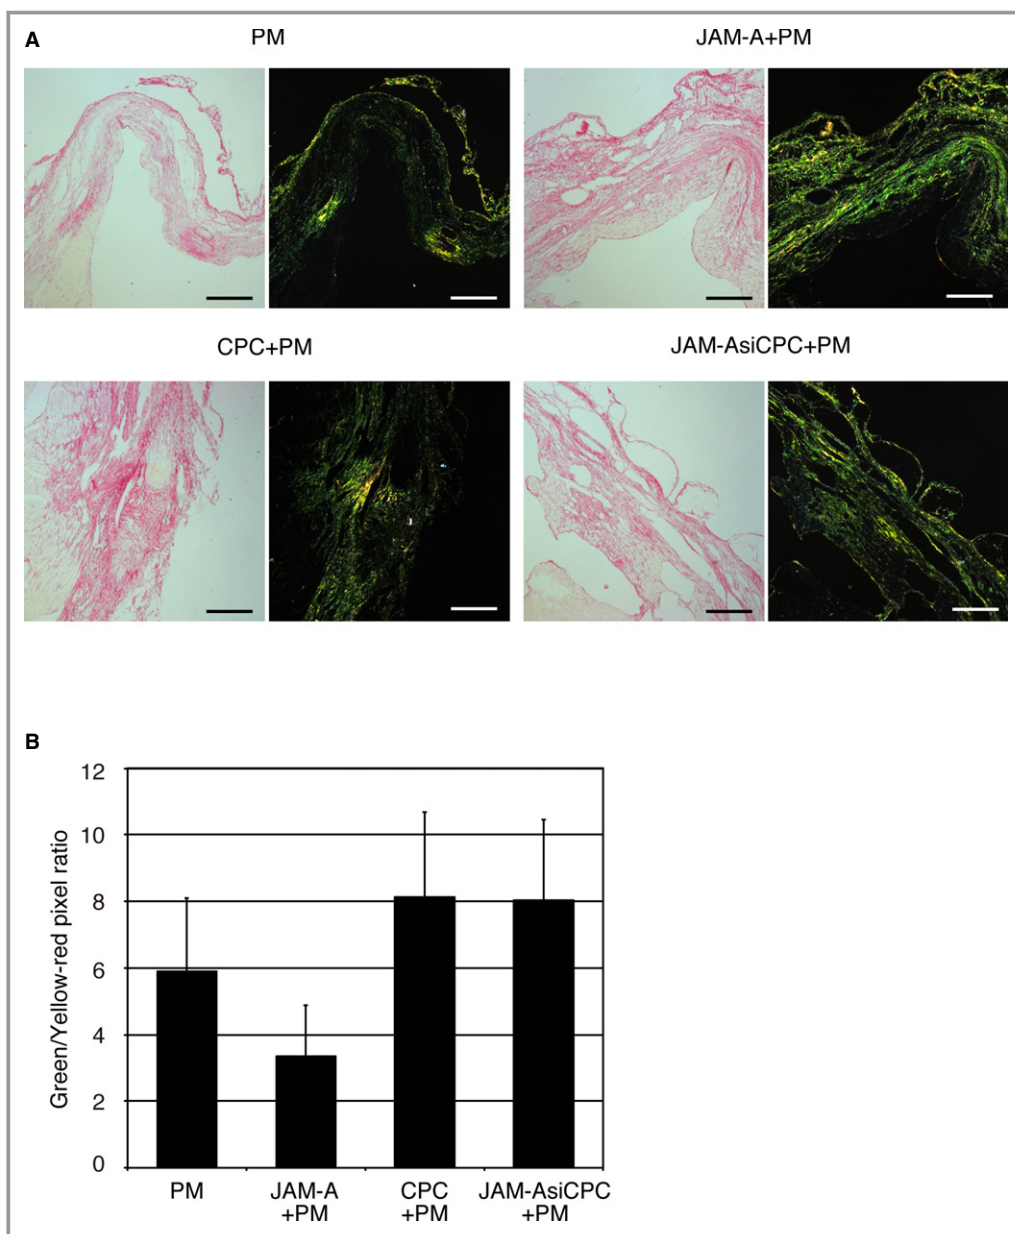 A
PM
JAM-A+PM
CPC+PM
JAM-AsiCPC+PM
B
Green/Yellow-red pixel ratio
12
10
8
6
4
2
0
PM
JAM-A
+PM
CPC
+PM
JAM-AsiCPC
+PM